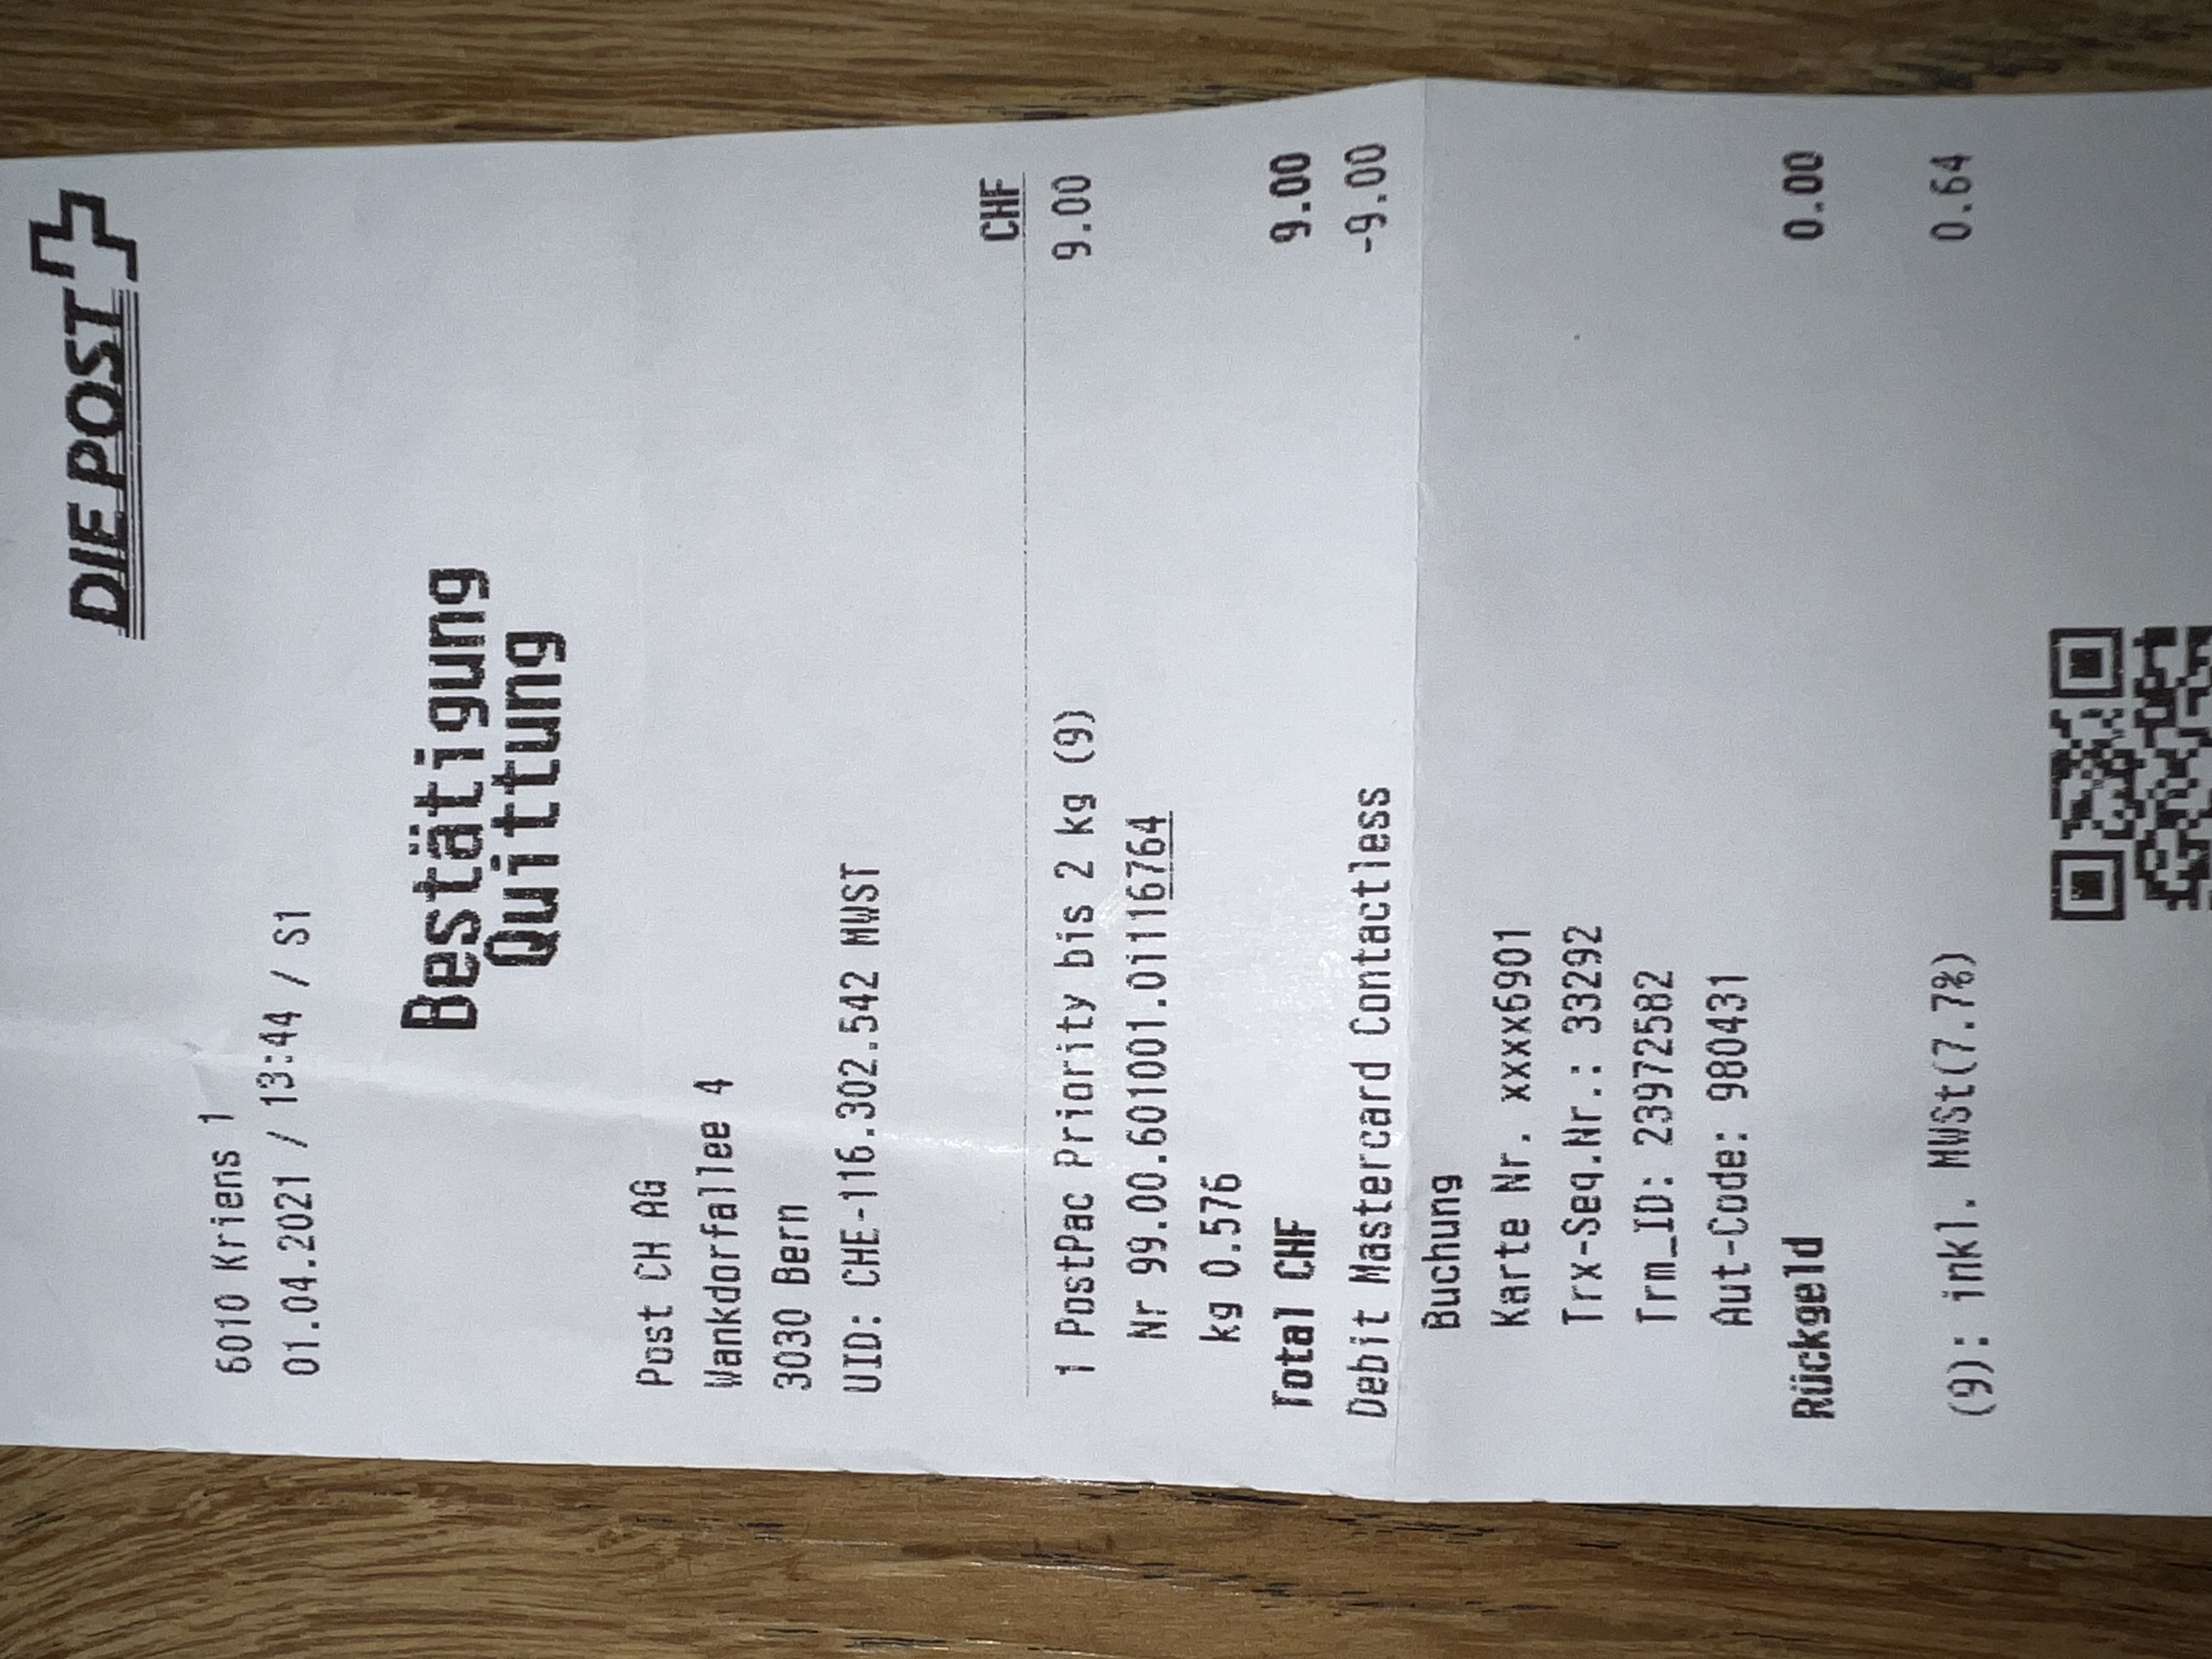 DIE POST
6010 Kriens 1
01.04.2021 / 13:44 / S1
Bestätigung
Quittung
Post CH AG
Wankdorfallee 4
3030 Bern
UID: CHE-116.302.542 MWST
CHF
1 PostPac Priority bis 2 kg (9) 9.00
Nr 99.00.601001.01116764
kg 0.576
Total CHF 9.00
Debit Mastercard Contactless -9.00
Buchung
Karte Nr. xxxx6901
Trx-Seq.Nr.: 33292
Trm_ID: 23972582
Aut-Code: 980431
Rückgeld 0.00
(9): inkl. MWSt(7.7%) 0.64